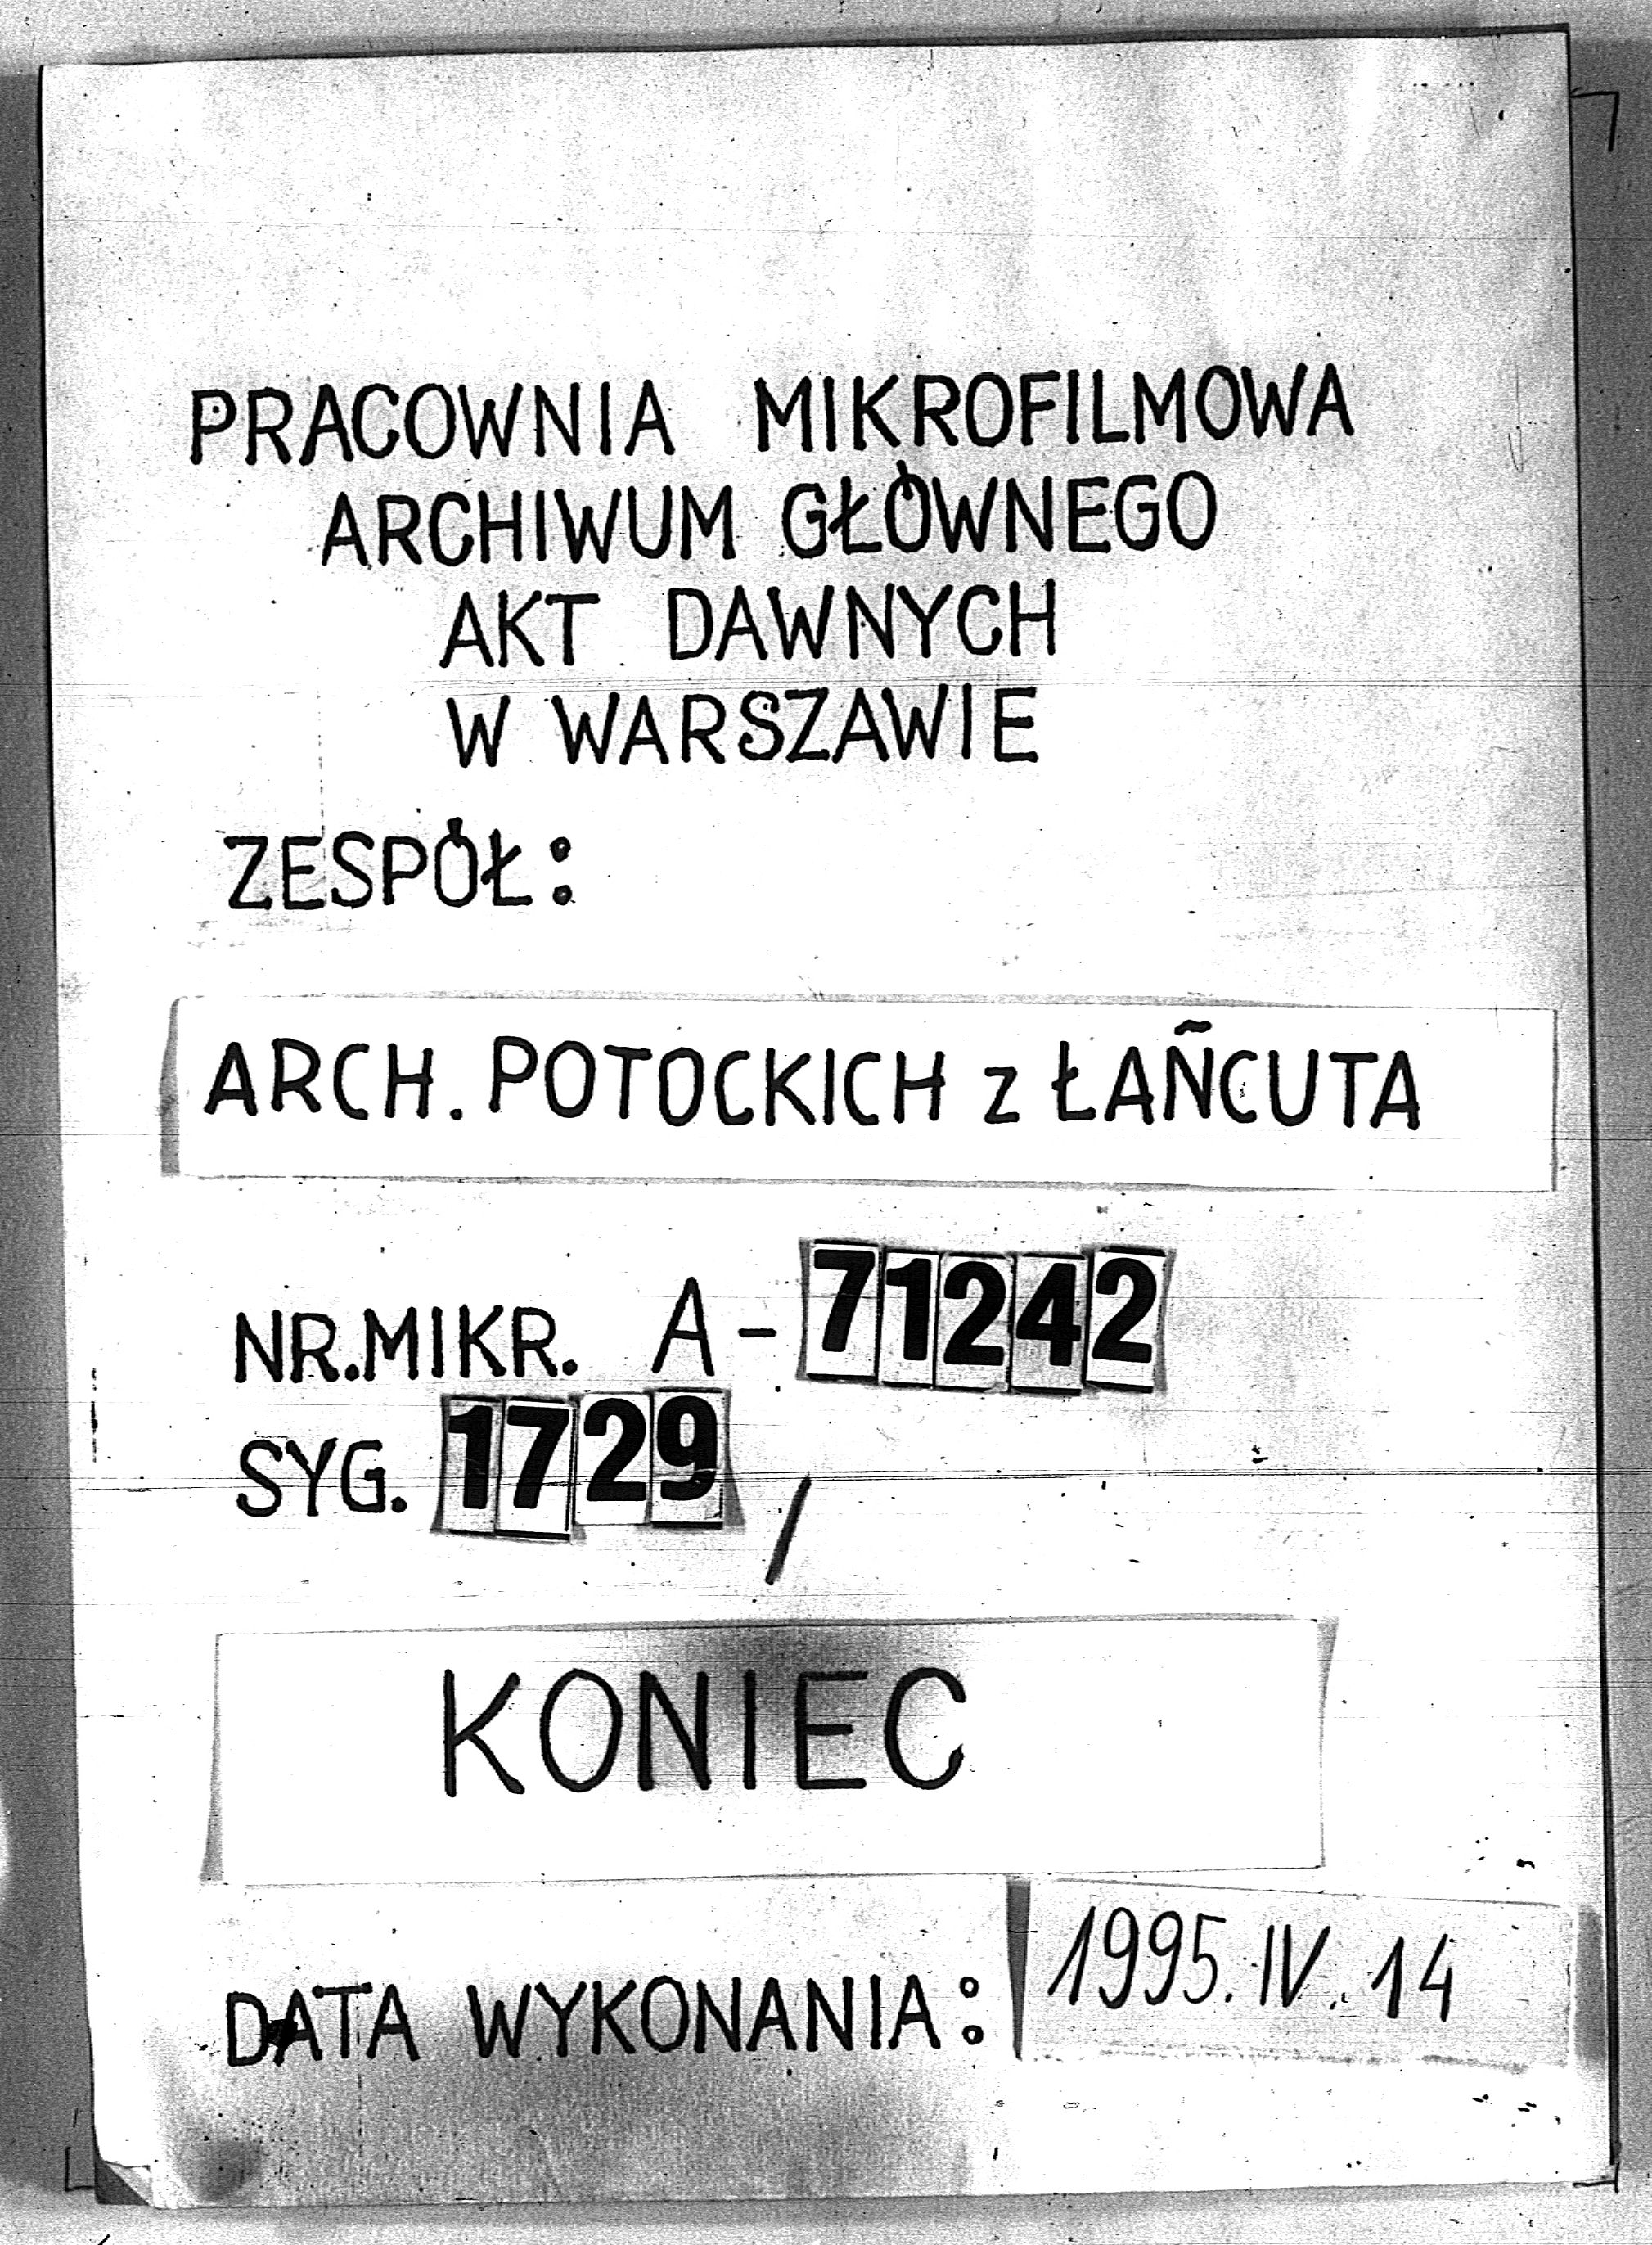 PRACOWNIA MIKROFILMOWA
ARCHIWUM GŁÓWNEGO
AKT DAWNYCH
W WARSZAWIE
ZESPÓŁ:
ARCH. POTOCKICH z ŁAŃCUTA
NR.MIKR. A-71242
SYG. 1729/
KONIEC
DATA WYKONANIA: 1995.IV.14